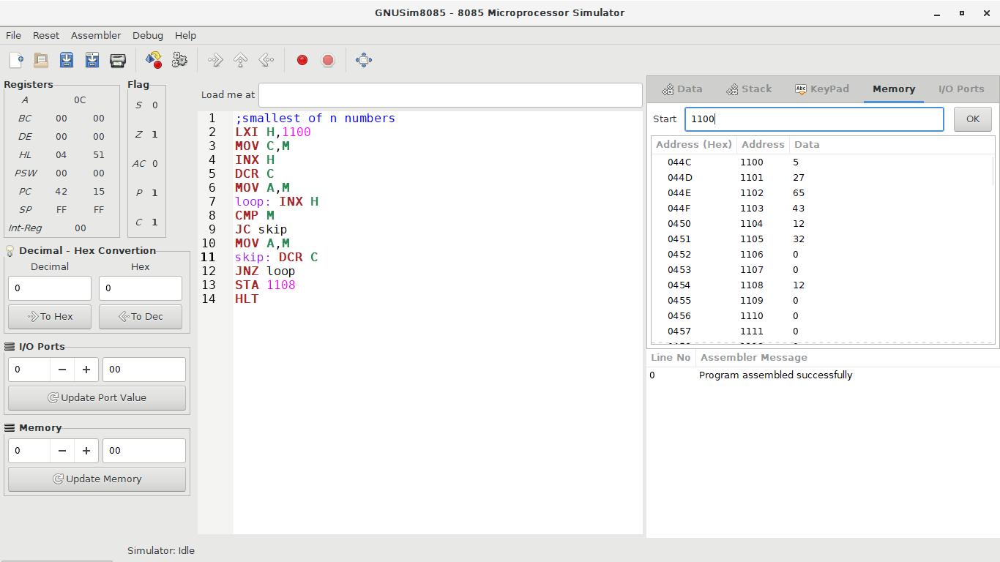 GNUSim8085 - 8085 Microprocessor Simulator
File Reset Assembler Debug Help
Registers
A 0C
BC 00 00
DE 00 00
HL 04 51
PSW 00 00
PC 42 15
SP FF FF
Int-Reg 00
Flag
S 0
Z 1
AC 0
P 1
C 1
Decimal - Hex Convertion
Decimal Hex
0 0
To Hex To Dec
I/O Ports
0 00
Update Port Value
Memory
0 00
Update Memory
Load me at
1 ;smallest of n numbers
2 LXI H,1100
3 MOV C,M
4 INX H
5 DCR C
6 MOV A,M
7 loop: INX H
8 CMP M
9 JC skip
10 MOV A,M
11 skip: DCR C
12 JNZ loop
13 STA 1108
14 HLT
Data Stack Abc KeyPad Memory I/O Ports
Start 1100 OK
Address (Hex) Address Data
044C 1100 5
044D 1101 27
044E 1102 65
044F 1103 43
0450 1104 12
0451 1105 32
0452 1106 0
0453 1107 0
0454 1108 12
0455 1109 0
0456 1110 0
0457 1111 0
Line No Assembler Message
0 Program assembled successfully
Simulator: Idle